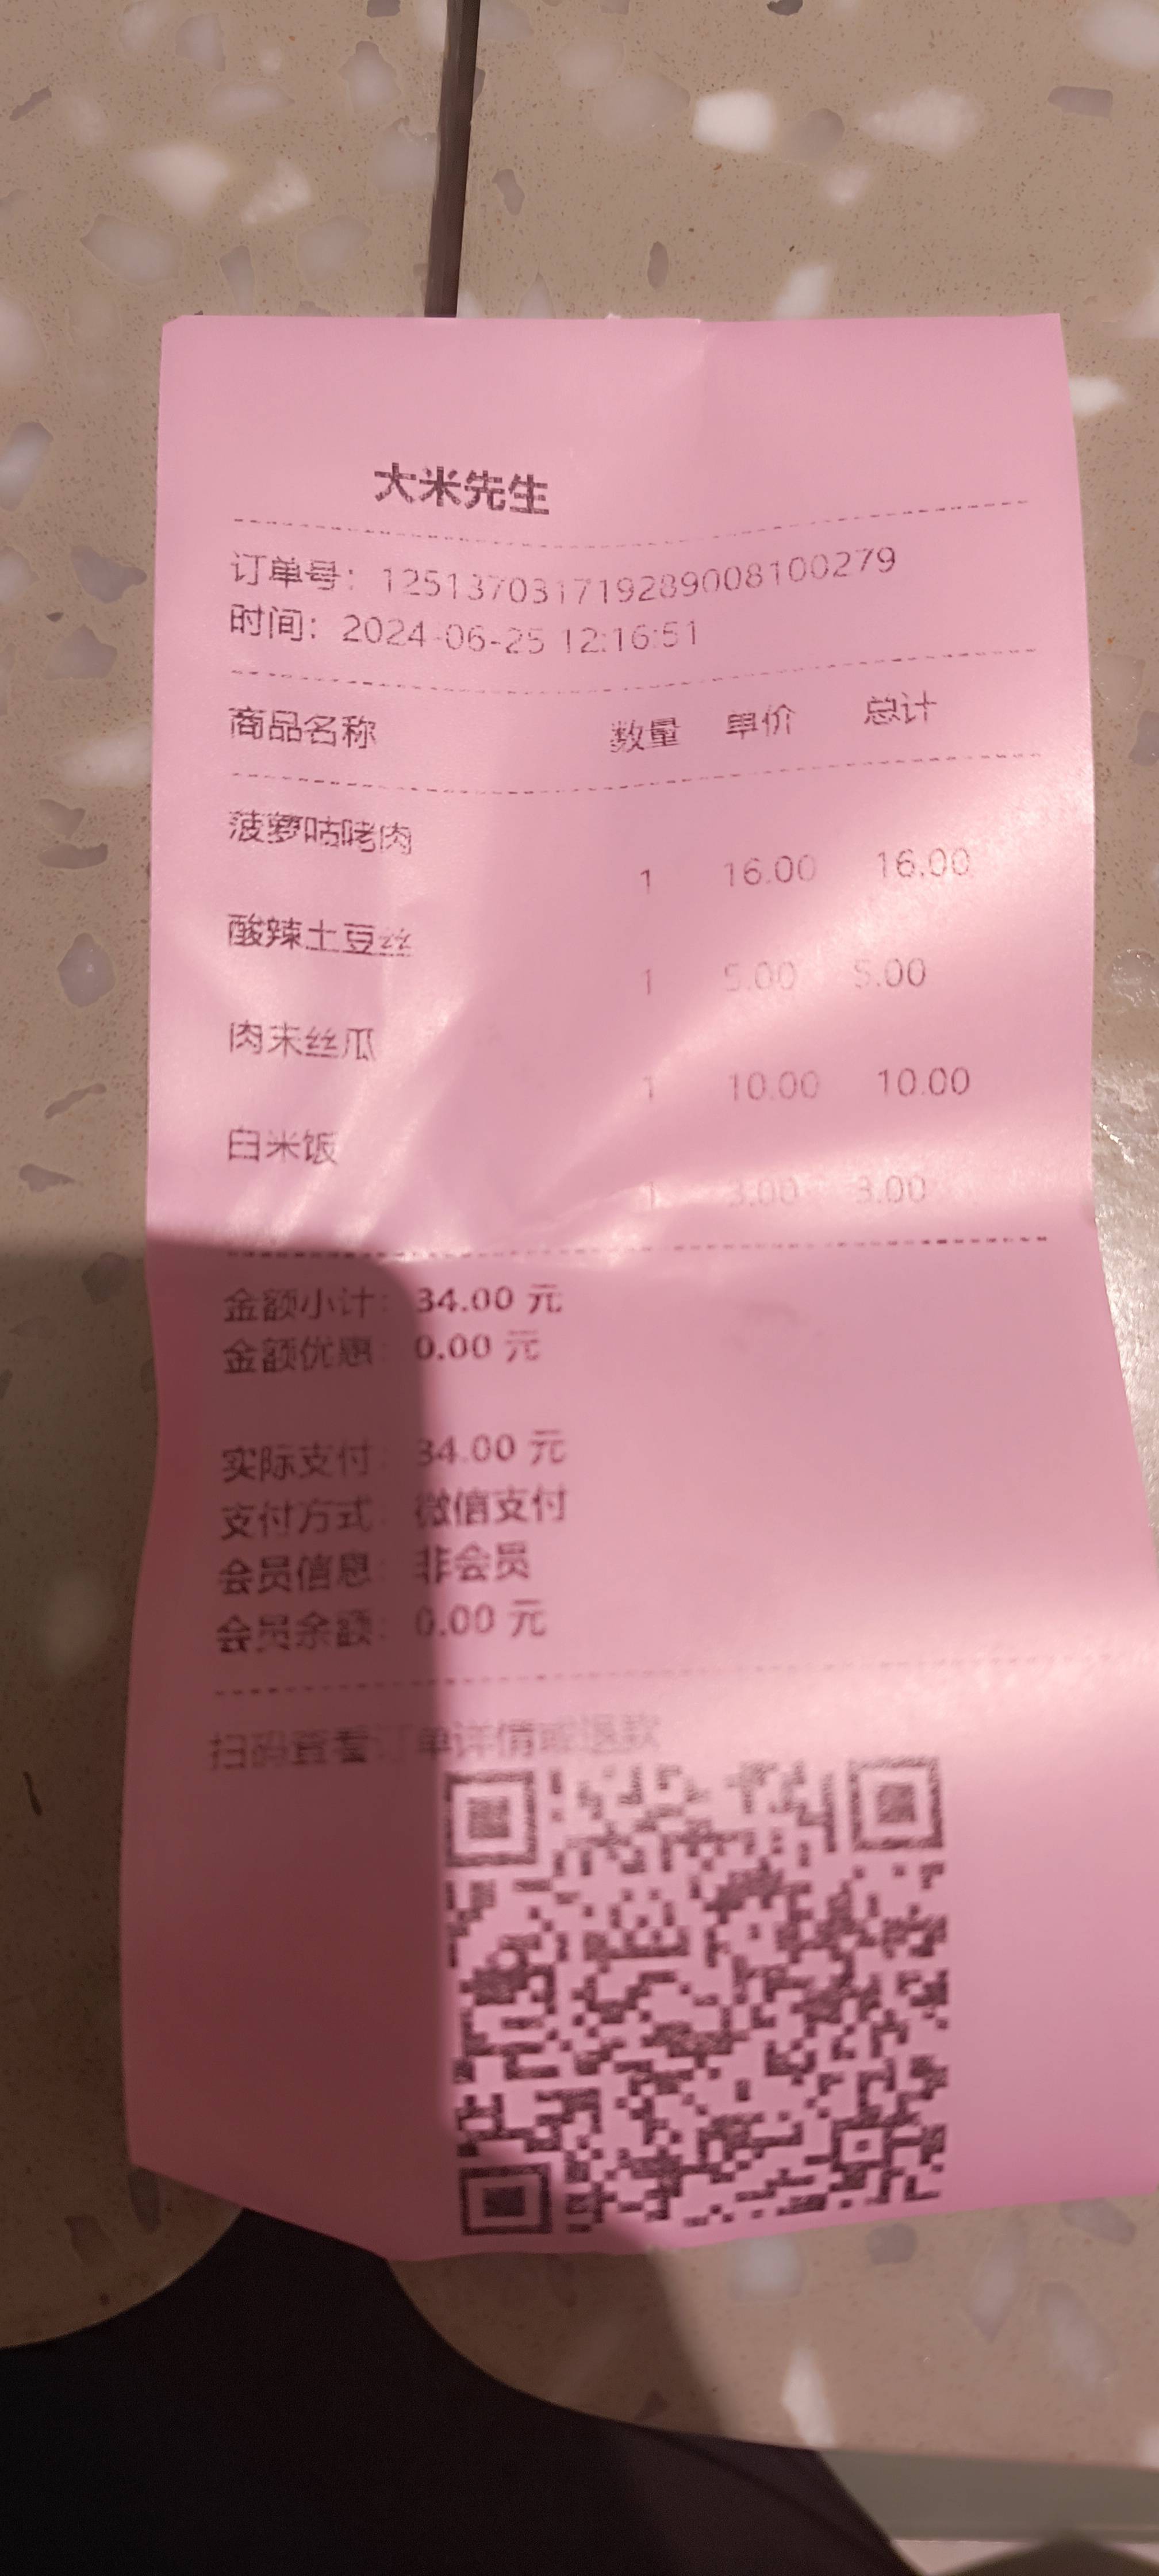 大米先生
订单号：12513703171928900810​0279
时间：2024-06-25 12:16:51
商品名称 数量 单价 总计
菠萝咕咾肉
1 16.00 16.00
酸辣土豆丝
1 5.00 5.00
肉末丝瓜
1 10.00 10.00
白米饭
1 3.00 3.00
金额小计：34.00 元
金额优惠：0.00 元
实际支付：34.00 元
支付方式：微信支付
会员信息：非会员
会员余额：0.00 元
扫码查看订单详情或退款